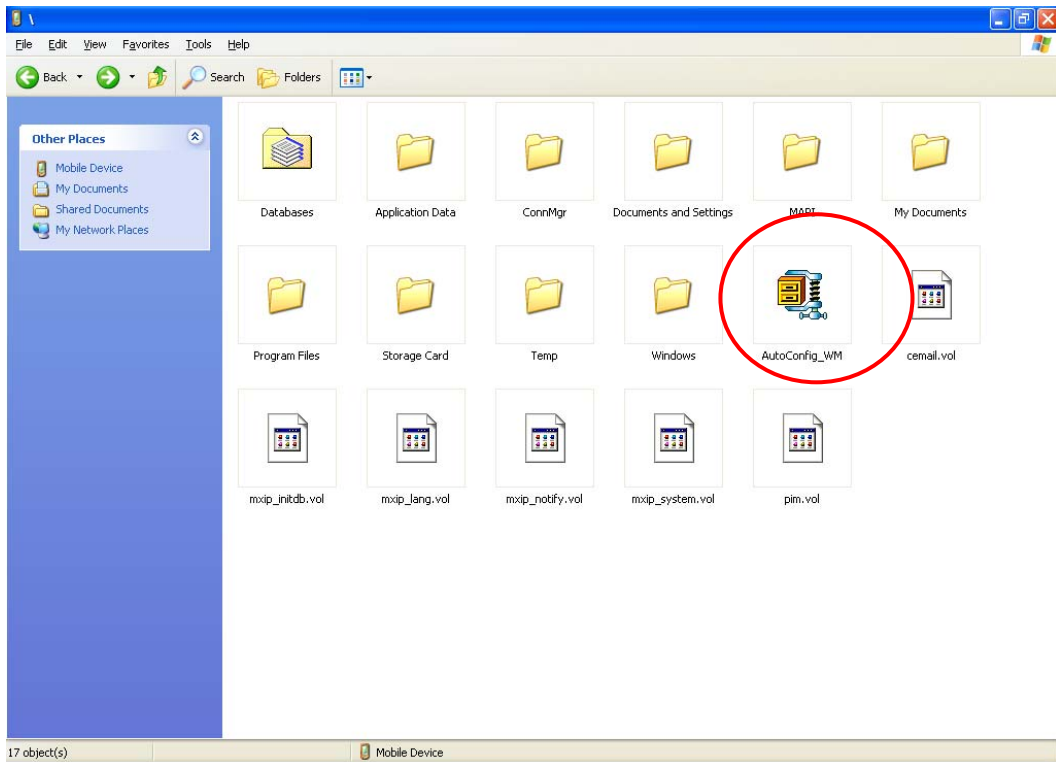 \
File Edit View Favorites Tools Help
Back Search Folders
Other Places
Mobile Device
My Documents
Shared Documents
My Network Places
Databases Application Data ConnMgr Documents and Settings MAPI My Documents
Program Files Storage Card Temp Windows AutoConfig_WM cemail.vol
mxip_initdb.vol mxip_lang.vol mxip_notify.vol mxip_system.vol pim.vol
17 object(s) Mobile Device